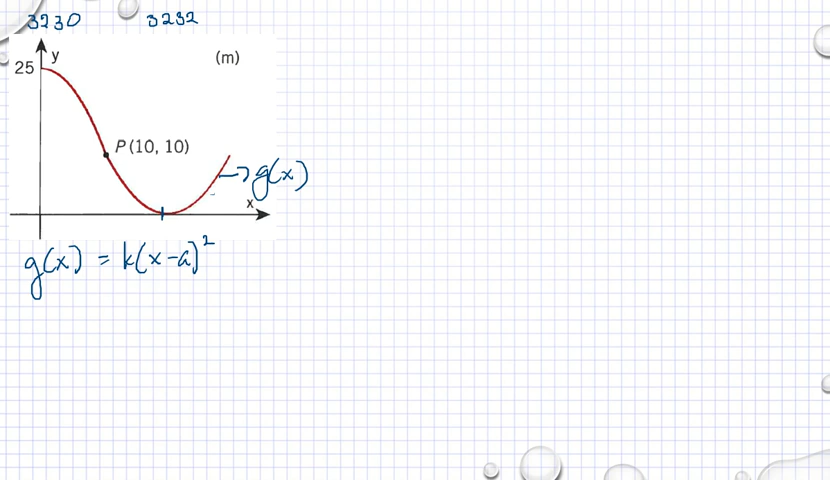 3230 3232
y
(m)
25
P(10, 10)
→ g(x)
x
g(x) = k(x-a)²